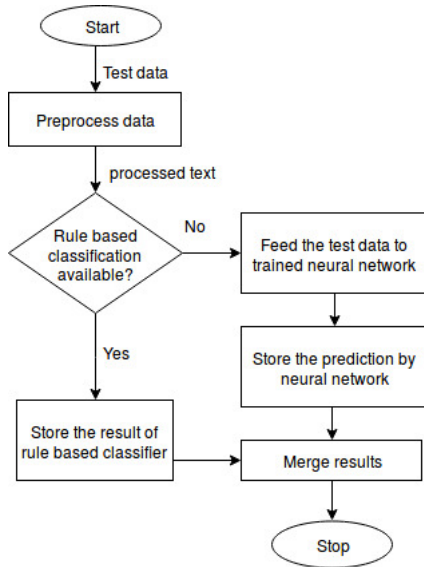 Start
Test data
Preprocess data
processed text
Rule based
classification
available?
No
Feed the test data to
trained neural network
Yes
Store the prediction by
neural network
Store the result of
rule based classifier
Merge results
Stop